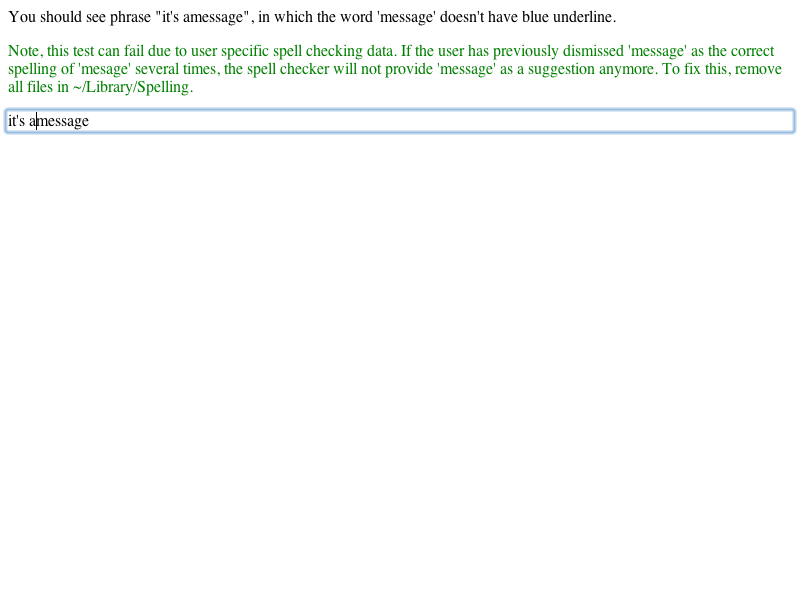 You should see phrase "it's amessage", in which the word 'message' doesn't have blue underline.
Note, this test can fail due to user specific spell checking data. If the user has previously dismissed 'message' as the correct
spelling of 'mesage' several times, the spell checker will not provide 'message' as a suggestion anymore. To fix this, remove
all files in ~/Library/Spelling.
it's amessage